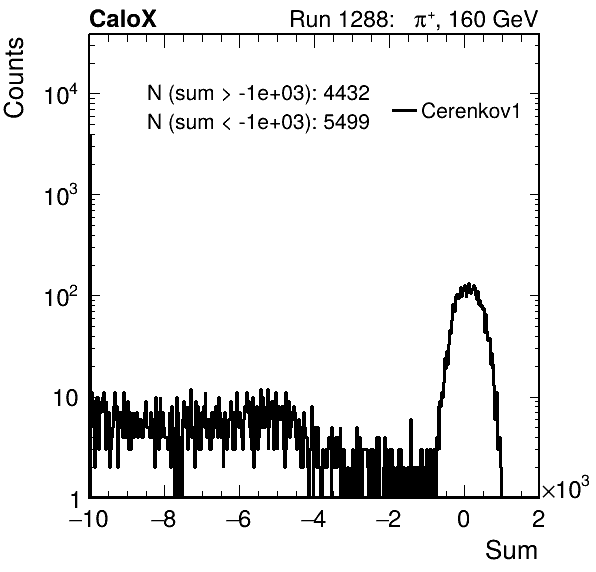 CaloX Run 1288: π⁺, 160 GeV
Counts
N (sum > -1e+03): 4432
N (sum < -1e+03): 5499
Cerenkov1
10⁴
10³
10²
10
1
−10 −8 −6 −4 −2 0 2
×10³
Sum